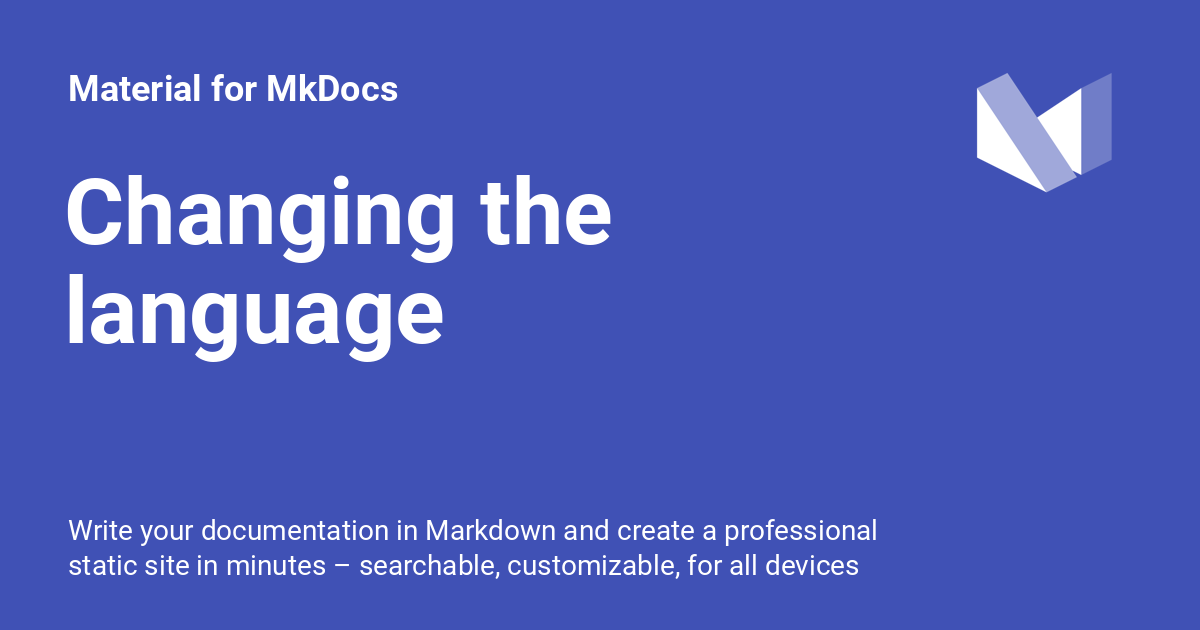 Material for MkDocs
Changing the
language
Write your documentation in Markdown and create a professional
static site in minutes – searchable, customizable, for all devices